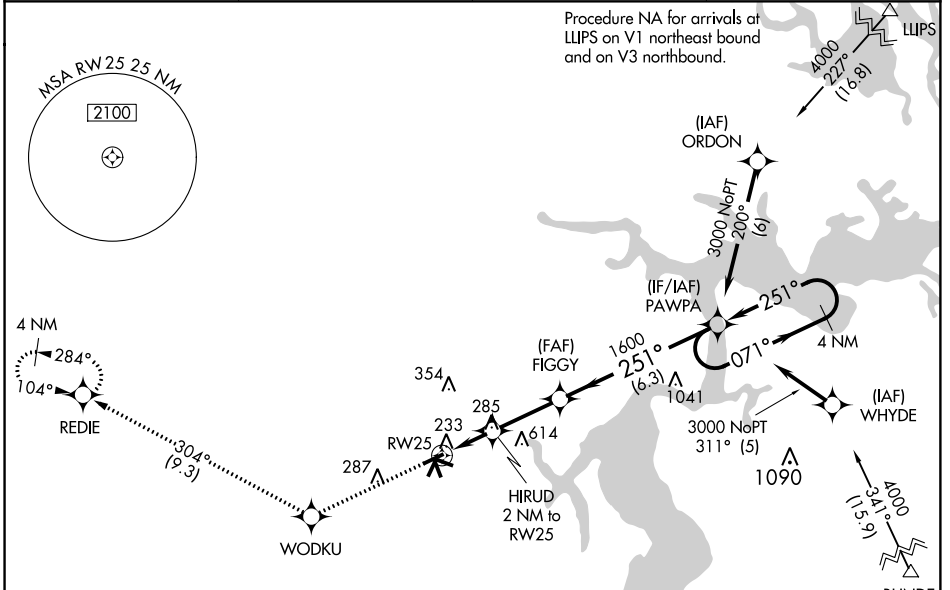 Procedure NA for arrivals at
LLIPS on V1 northeast bound
and on V3 northbound.
LLIPS
4000
227°
(16.8)
MSA RW25 25 NM
2100
(IAF)
ORDON
3000 NoPT
200°
(6)
(IF/IAF)
PAWPA
251°
071°
4 NM
4 NM
284°
104°
REDIE
(FAF)
FIGGY
1600
251°
(6.3)
1041
354
285
233
614
RW25
287
(IAF)
WHYDE
3000 NoPT
311° (5)
1090
304°
(9.3)
HIRUD
2 NM to
RW25
WODKU
4000
341°
(15.9)